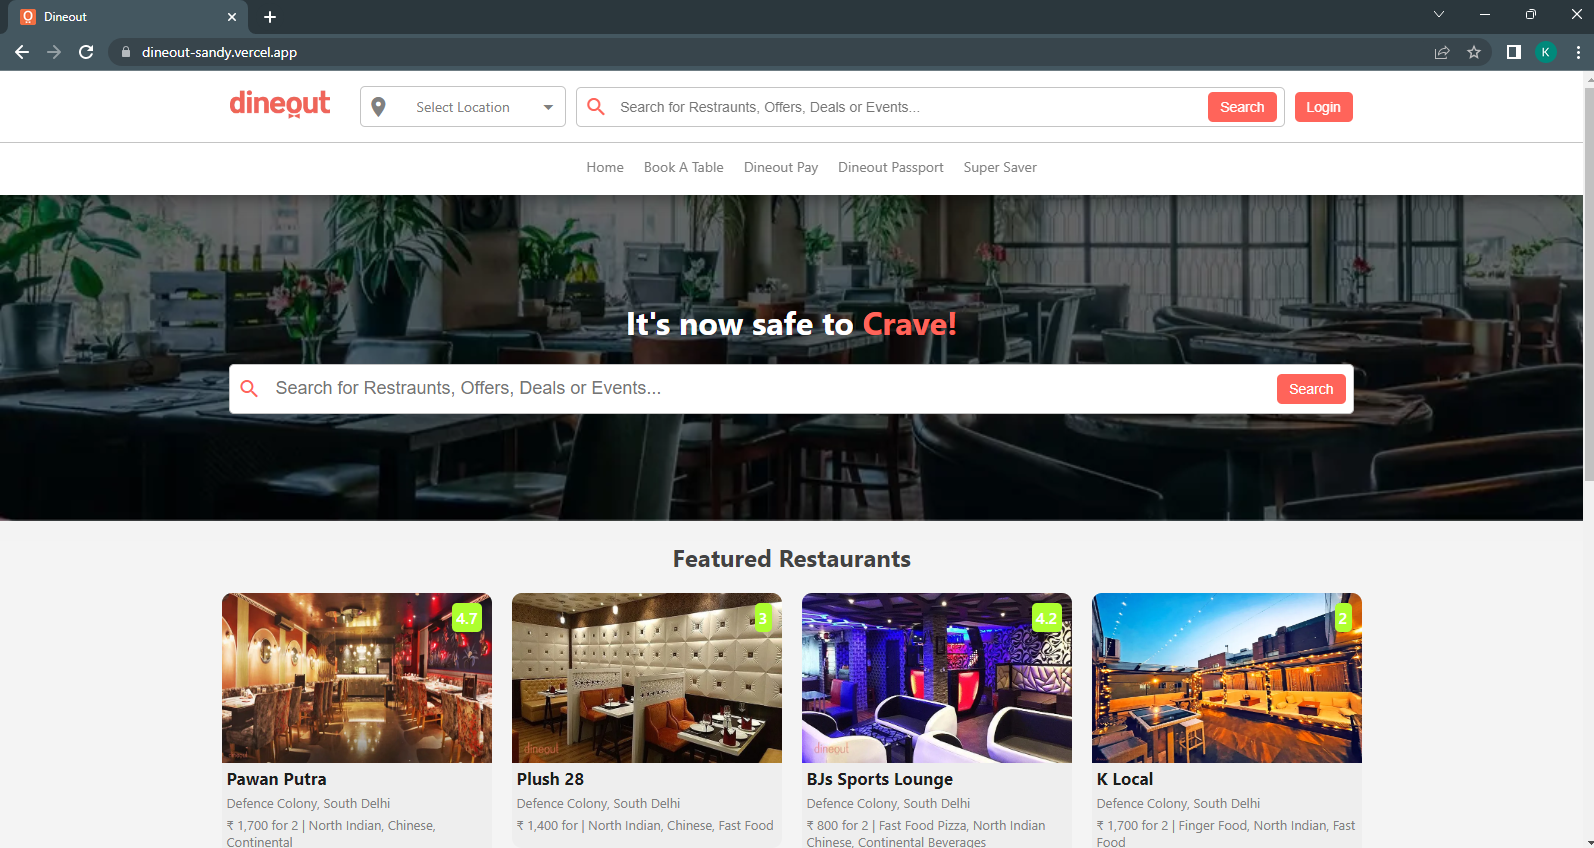 Dineout
dineout-sandy.vercel.app
K
dineout
Select Location
Search for Restraunts, Offers, Deals or Events...
Search
Login
Home Book A Table Dineout Pay Dineout Passport Super Saver
It's now safe to Crave!
Search for Restraunts, Offers, Deals or Events...
Search
Featured Restaurants
4.7
Pawan Putra
Defence Colony, South Delhi
₹ 1,700 for 2 | North Indian, Chinese,
Continental
3
dineout
Plush 28
Defence Colony, South Delhi
₹ 1,400 for | North Indian, Chinese, Fast Food
4.2
dineout
BJs Sports Lounge
Defence Colony, South Delhi
₹ 800 for 2 | Fast Food Pizza, North Indian
Chinese, Continental Beverages
2
K Local
Defence Colony, South Delhi
₹ 1,700 for 2 | Finger Food, North Indian, Fast
Food